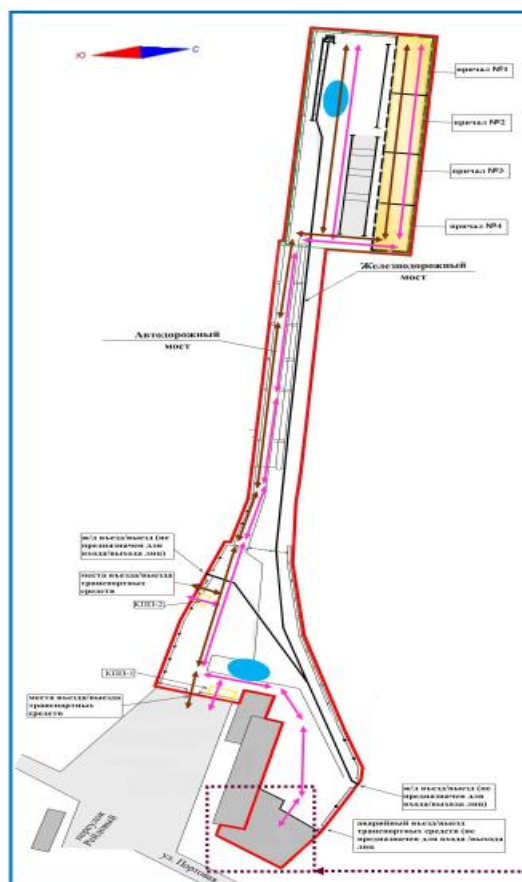 Ю
С
причал №1
причал №2
причал №3
причал №4
Железнодорожный
мост
Автодорожный
мост
ж/д въезд/выезд (не
предназначен для
входа/выхода лиц)
места въезда/выезда
транспортных
средств
КПП-2
КПП-1
места въезда/выезда
транспортных
средств
ж/д въезд/выезд (не
предназначен для
входа/выхода лиц)
аварийный въезд/выезд
транспортных средств (не
предназначен для входа /выхода
лиц
переулок
Рейдовый
ул. Портовая